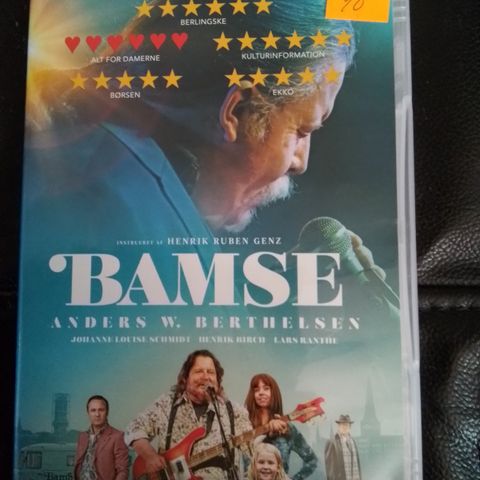 70
BERLINGSKE
ALT FOR DAMERNE
KULTURINFORMATION
BØRSEN
EKKO
INSTRUERET AF HENRIK RUBEN GENZ
BAMSE
ANDERS W. BERTHELSEN
JOHANNE LOUISE SCHMIDT HENRIK BIRCH LARS RANTHE